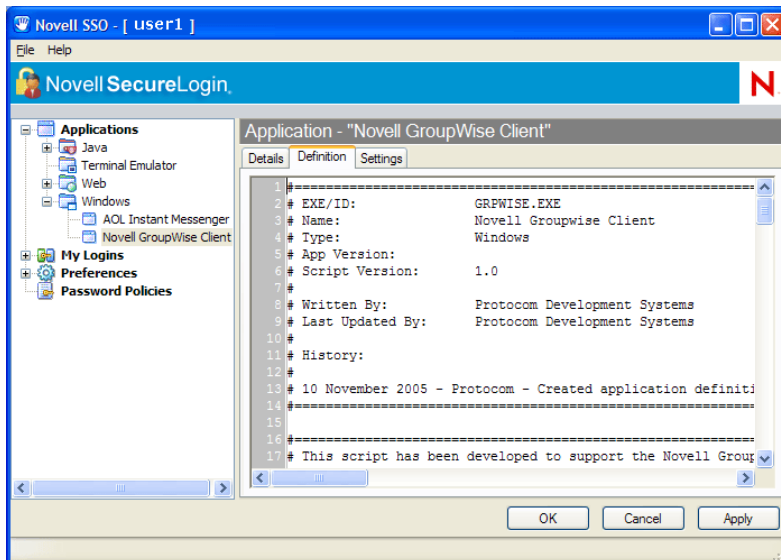 Novell SSO - [ user1 ]
File Help
Novell SecureLogin.
N.
Applications
Java
Terminal Emulator
Web
Windows
AOL Instant Messenger
Novell GroupWise Client
My Logins
Preferences
Password Policies
Application - "Novell GroupWise Client"
Details Definition Settings
1 #========================================================
2 # EXE/ID: GRPWISE.EXE
3 # Name: Novell Groupwise Client
4 # Type: Windows
5 # App Version:
6 # Script Version: 1.0
7 #
8 # Written By: Protocom Development Systems
9 # Last Updated By: Protocom Development Systems
10 #
11 # History:
12 #
13 # 10 November 2005 - Protocom - Created application definiti
14 #========================================================
15
16 #========================================================
17 # This script has been developed to support the Novell Group
OK Cancel Apply